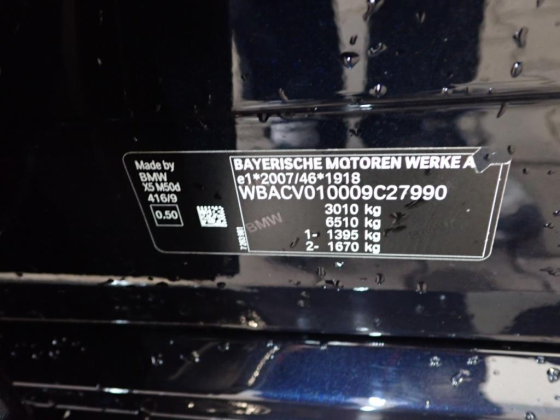 Made by
BMW
X5 M50d
416/9
0.50
BAYERISCHE MOTOREN WERKE A
e1*2007/46*1918
WBACV010009C27990
3010 kg
6510 kg
1- 1395 kg
2- 1670 kg
BMW